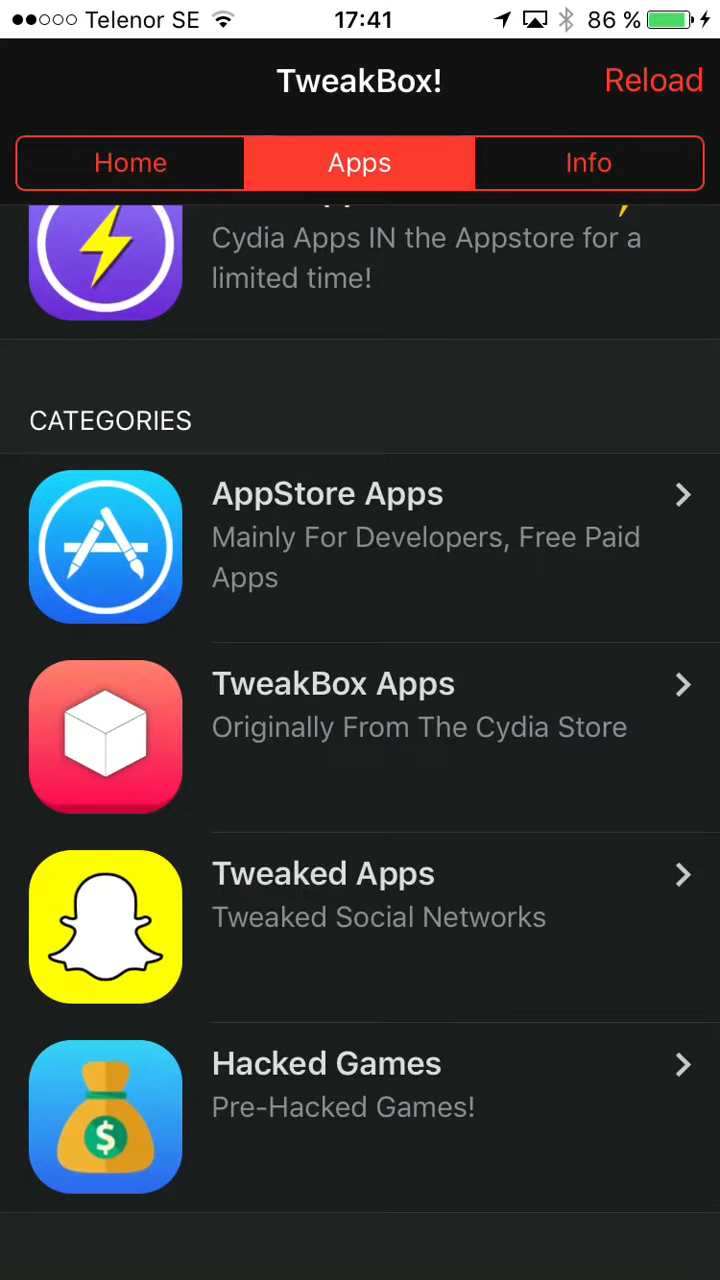 Telenor SE 17:41 86 %
TweakBox!
Reload
Home
Apps
Info
Cydia Apps IN the Appstore for a
limited time!
CATEGORIES
AppStore Apps
Mainly For Developers, Free Paid
Apps
TweakBox Apps
Originally From The Cydia Store
Tweaked Apps
Tweaked Social Networks
Hacked Games
Pre-Hacked Games!
$